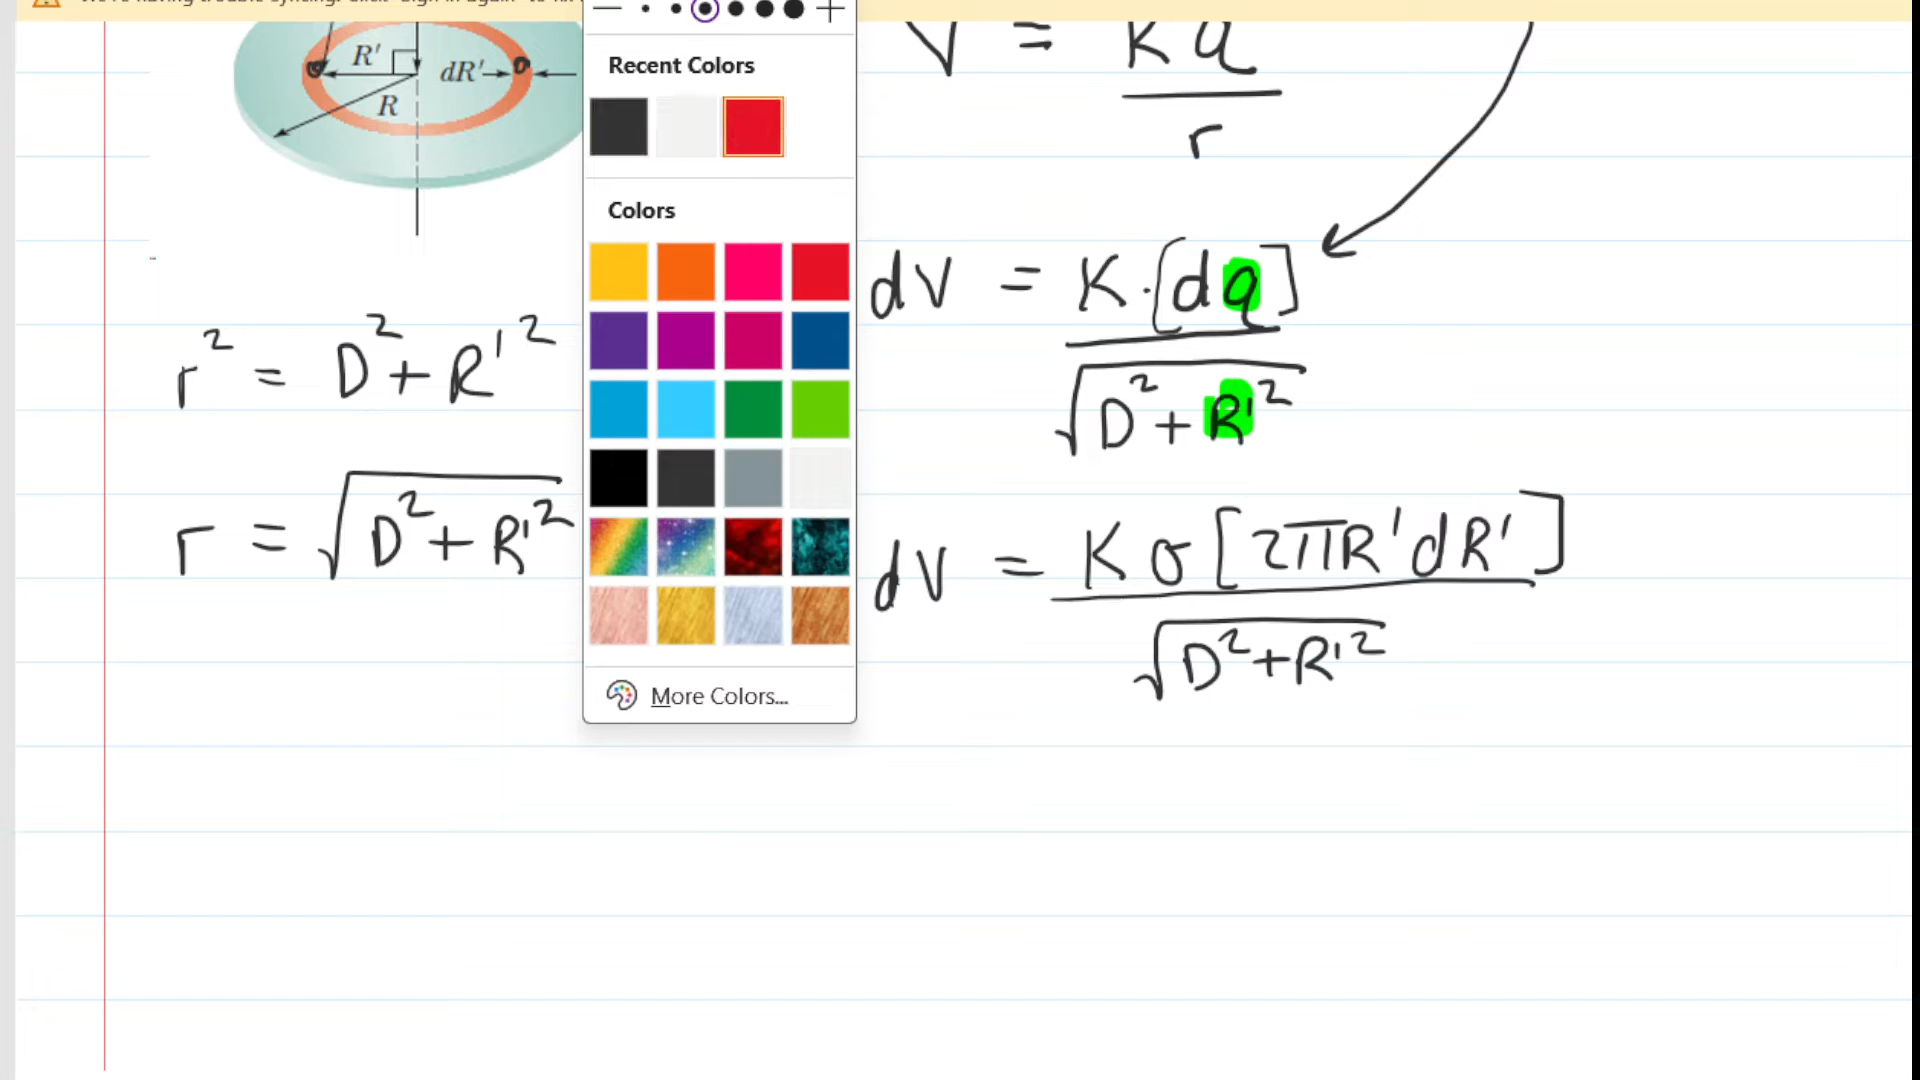 R′
dR′
R
Recent Colors
Colors
More Colors...
V = Kq
r
dV = K·[dq]
√D²+R'²
dV = Kσ[2πR'dR']
√D²+R'²
r² = D²+R'²
r = √D²+R'²